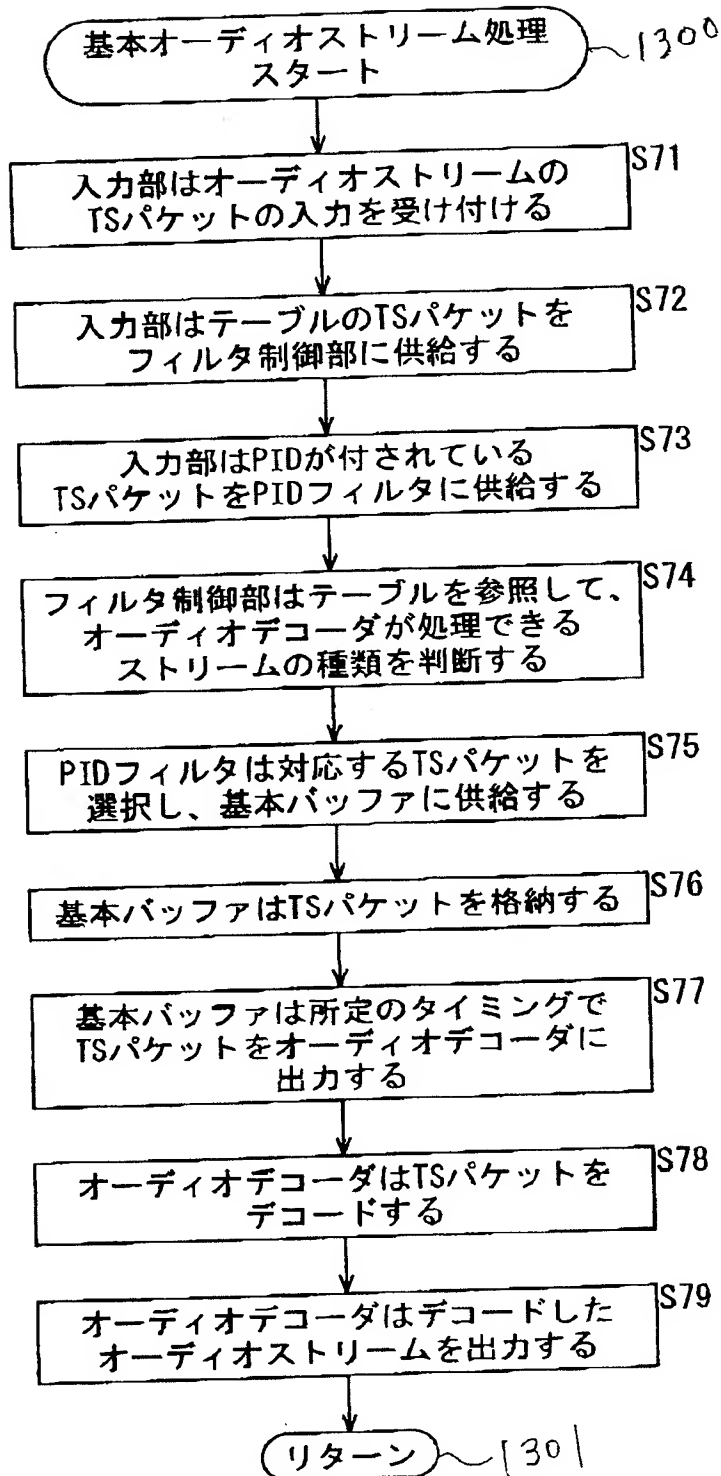 基本オーディオストリーム処理
スタート
1300
S71
入力部はオーディオストリームの
TSパケットの入力を受け付ける
S72
入力部はテーブルのTSパケットを
フィルタ制御部に供給する
S73
入力部はPIDが付されている
TSパケットをPIDフィルタに供給する
S74
フィルタ制御部はテーブルを参照して、
オーディオデコーダが処理できる
ストリームの種類を判断する
S75
PIDフィルタは対応するTSパケットを
選択し、基本バッファに供給する
S76
基本バッファはTSパケットを格納する
S77
基本バッファは所定のタイミングで
TSパケットをオーディオデコーダに
出力する
S78
オーディオデコーダはTSパケットを
デコードする
S79
オーディオデコーダはデコードした
オーディオストリームを出力する
リターン
1301